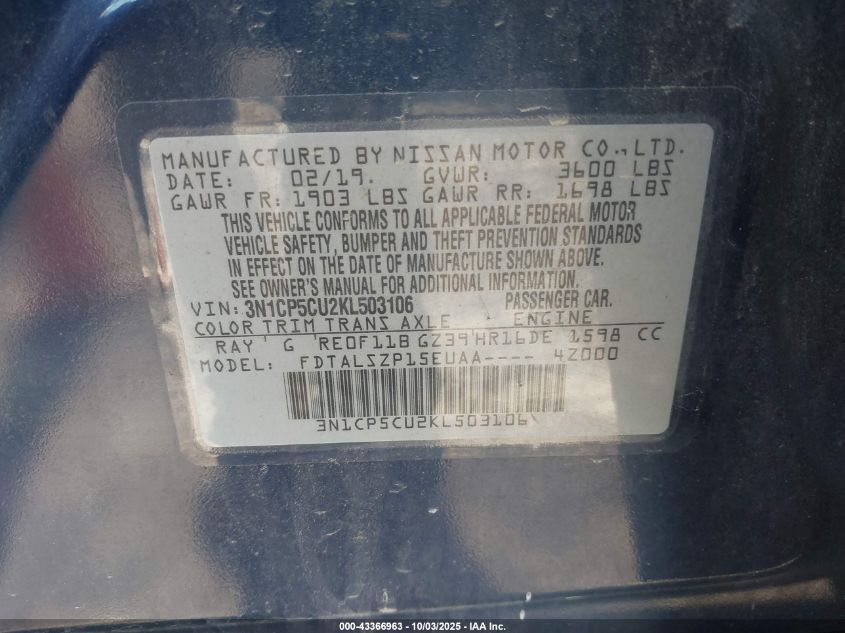 MANUFACTURED BY NISSAN MOTOR CO., LTD.
DATE: 02/19. GVWR: 3600 LBS
GAWR FR: 1903 LBS GAWR RR: 1698 LBS
THIS VEHICLE CONFORMS TO ALL APPLICABLE FEDERAL MOTOR
VEHICLE SAFETY, BUMPER AND THEFT PREVENTION STANDARDS
IN EFFECT ON THE DATE OF MANUFACTURE SHOWN ABOVE.
SEE OWNER'S MANUAL FOR ADDITIONAL INFORMATION.
VIN: 3N1CP5CU2KL503106 PASSENGER CAR.
COLOR TRIM TRANS AXLE ENGINE
RAY G RE0F11B GZ39 HR16DE 1598 CC
MODEL: FDTALSZP15EUAA---- 4Z000
3N1CP5CU2KL503106
000-43366963 - 10/03/2025 - IAA Inc.